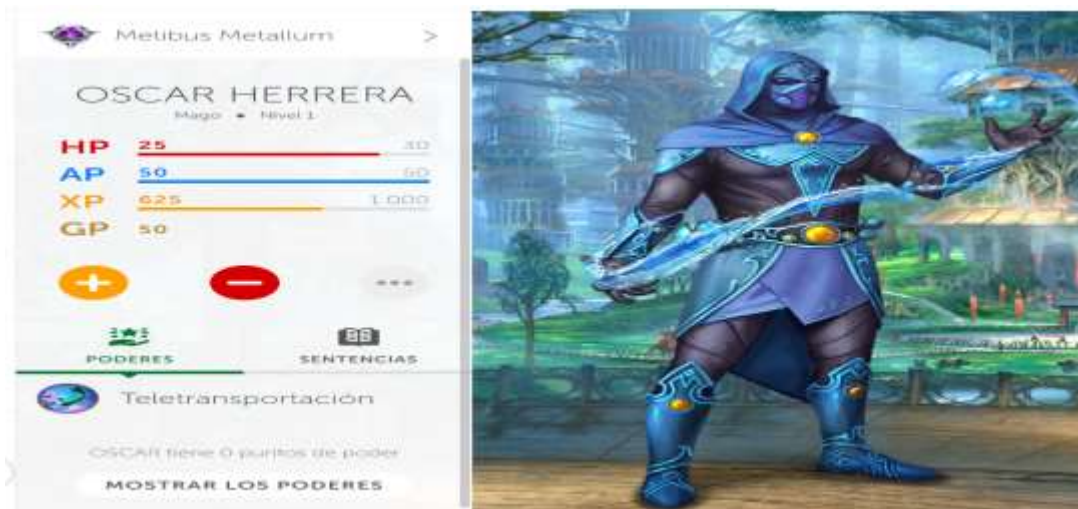 Metibus Metallum >
OSCAR HERRERA
Mago • Nivel 1
HP 25 30
AP 50 60
XP 625 1.000
GP 50
PODERES SENTENCIAS
Teletransportación
OSCAR tiene 0 puntos de poder
MOSTRAR LOS PODERES